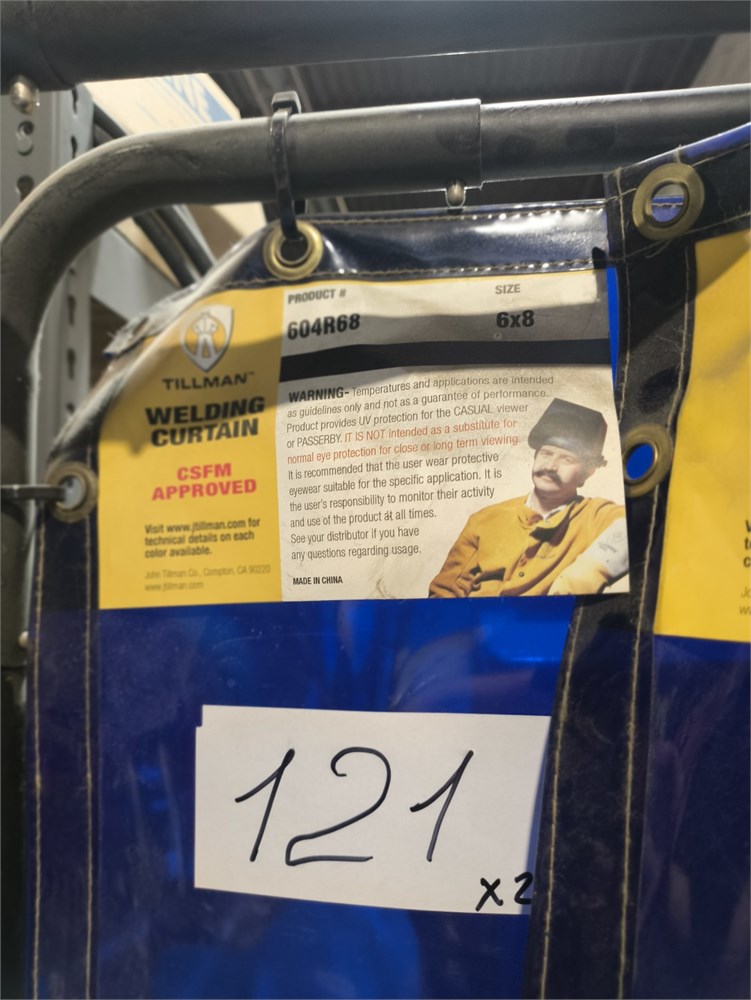 PRODUCT #
604R68
SIZE
6x8
TILLMAN™
WELDING
CURTAIN
CSFM
APPROVED
Visit www.jtillman.com for
technical details on each
color available.
John Tillman Co., Compton, CA 90220
www.jtillman.com
WARNING- Temperatures and applications are intended
as guidelines only and not as a guarantee of performance.
Product provides UV protection for the CASUAL viewer
or PASSERBY. IT IS NOT intended as a substitute for
normal eye protection for close or long term viewing.
It is recommended that the user wear protective
eyewear suitable for the specific application. It is
the user's responsibility to monitor their activity
and use of the product at all times.
See your distributor if you have
any questions regarding usage.
MADE IN CHINA
121
x2